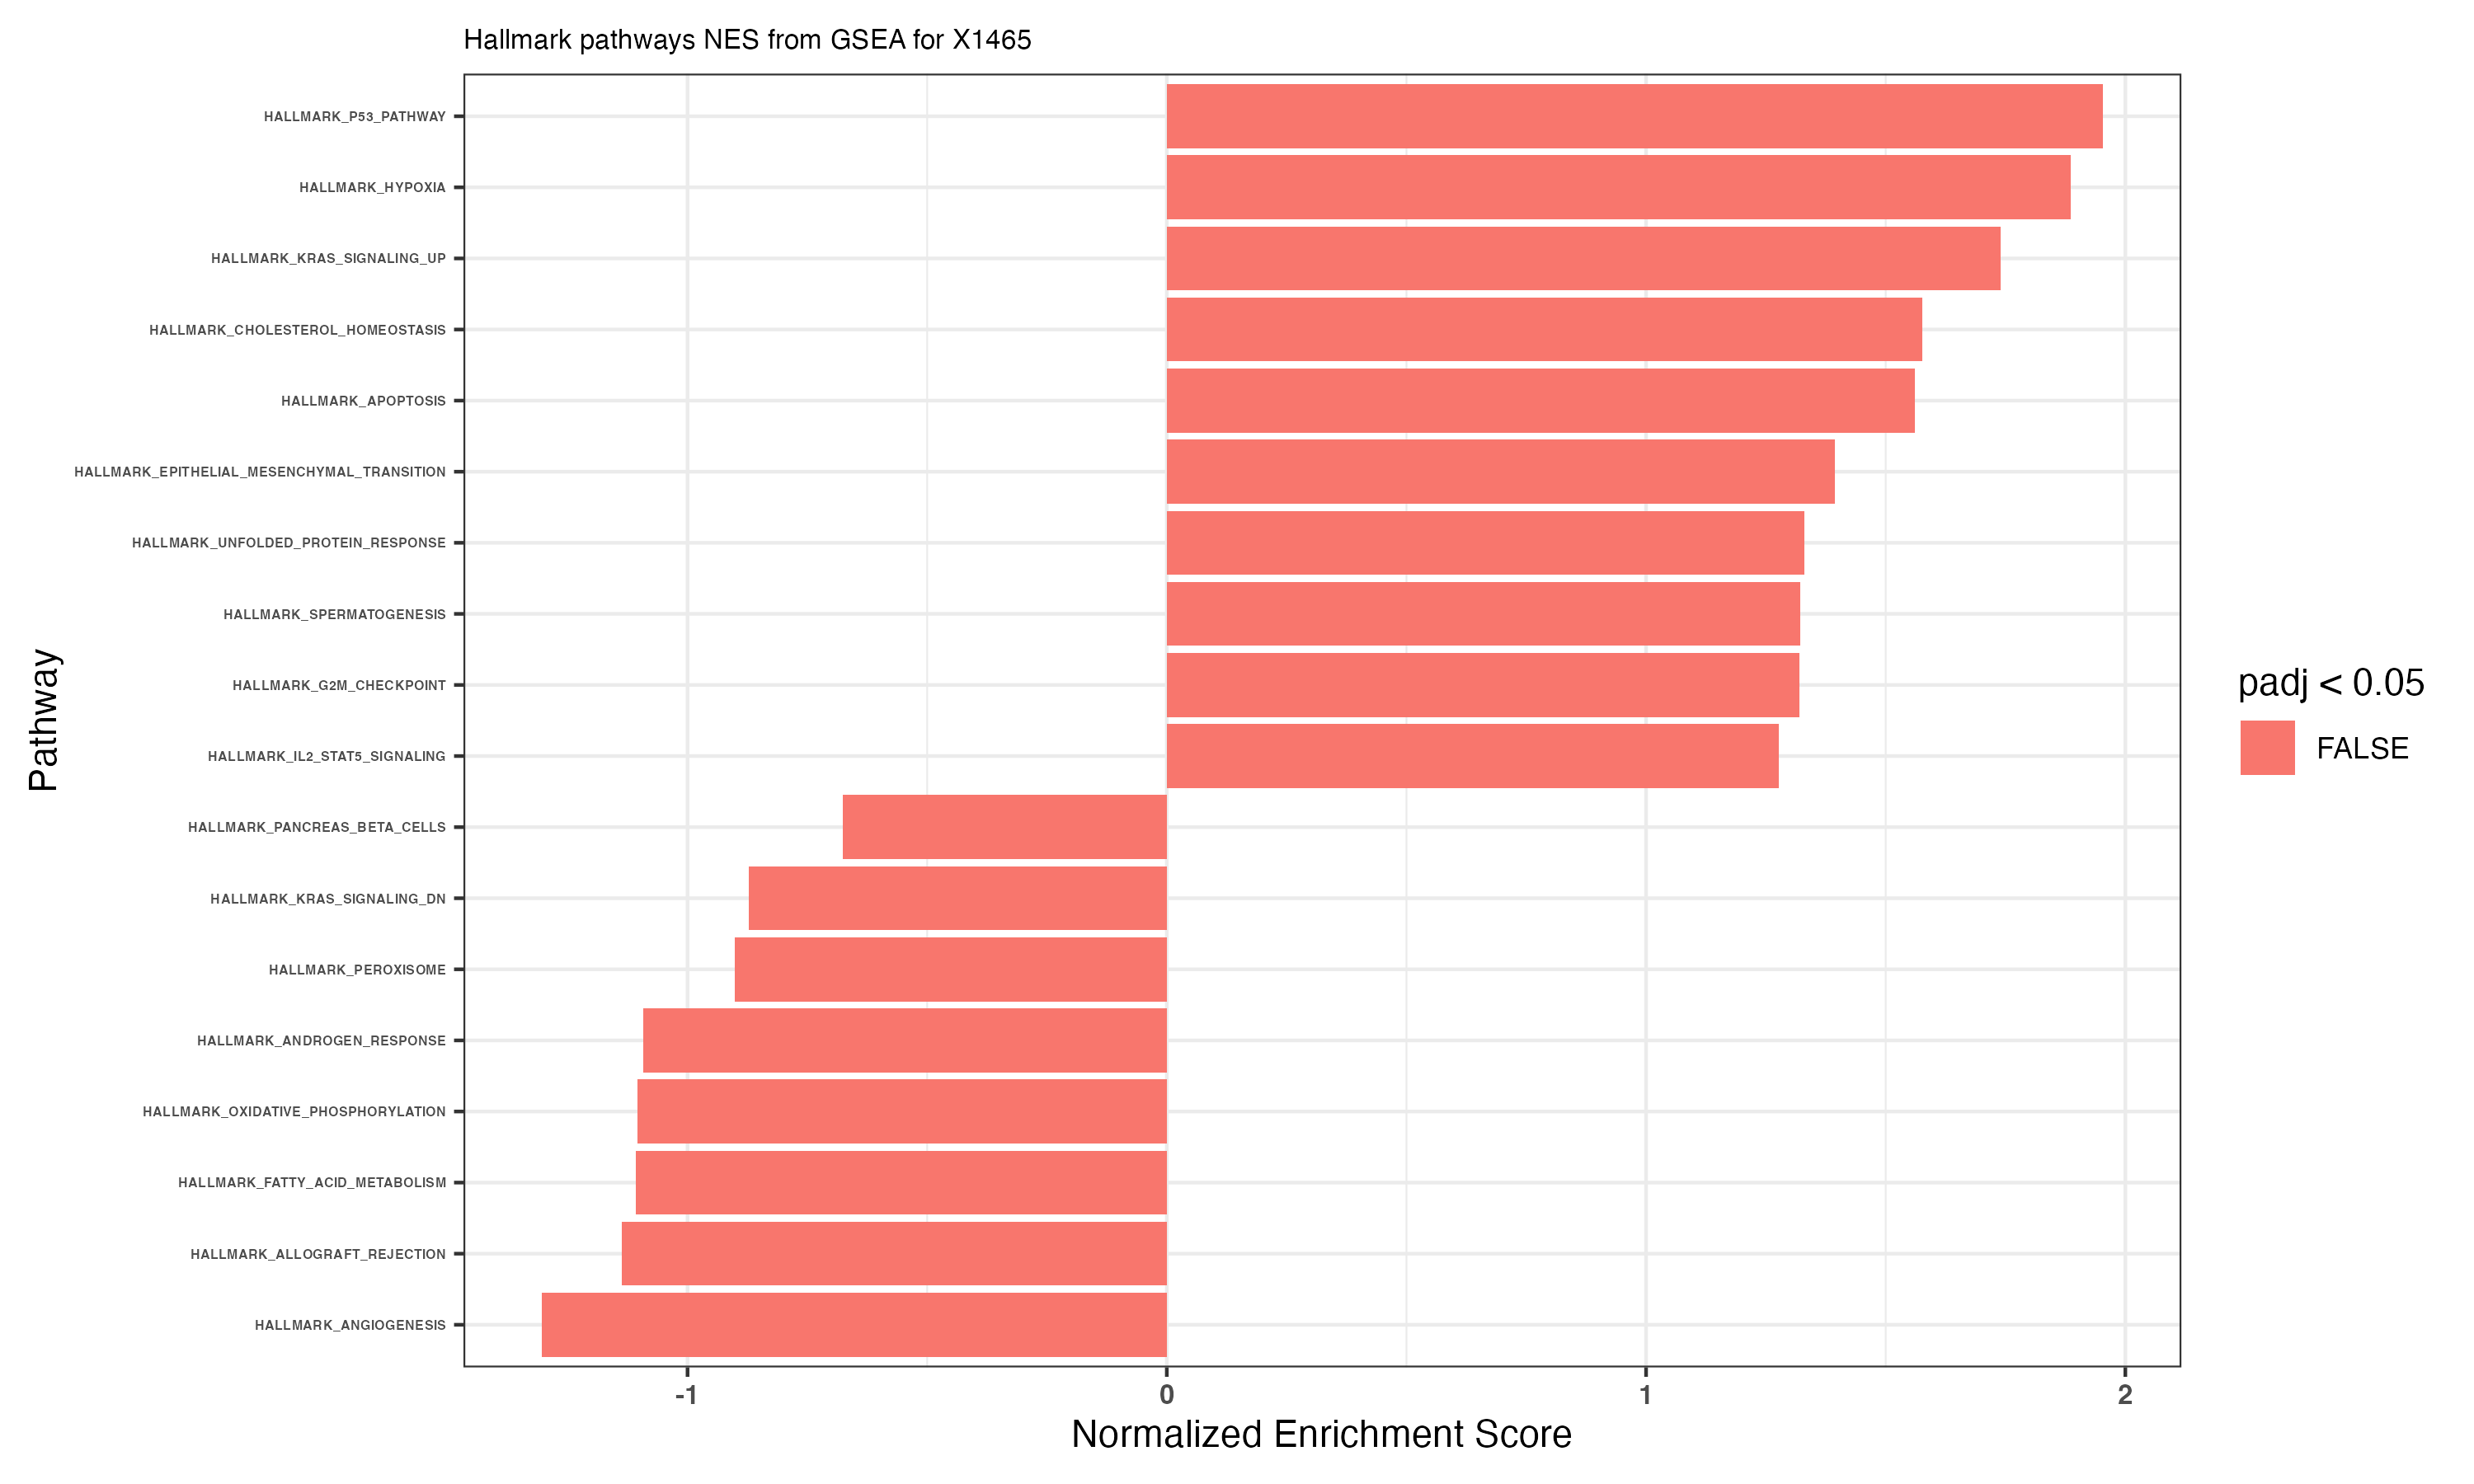 Hallmark pathways NES from GSEA for X1465
HALLMARK_P53_PATHWAY
HALLMARK_HYPOXIA
HALLMARK_KRAS_SIGNALING_UP
HALLMARK_CHOLESTEROL_HOMEOSTASIS
HALLMARK_APOPTOSIS
HALLMARK_EPITHELIAL_MESENCHYMAL_TRANSITION
HALLMARK_UNFOLDED_PROTEIN_RESPONSE
HALLMARK_SPERMATOGENESIS
HALLMARK_G2M_CHECKPOINT
HALLMARK_IL2_STAT5_SIGNALING
HALLMARK_PANCREAS_BETA_CELLS
HALLMARK_KRAS_SIGNALING_DN
HALLMARK_PEROXISOME
HALLMARK_ANDROGEN_RESPONSE
HALLMARK_OXIDATIVE_PHOSPHORYLATION
HALLMARK_FATTY_ACID_METABOLISM
HALLMARK_ALLOGRAFT_REJECTION
HALLMARK_ANGIOGENESIS
Pathway
-1 0 1 2
Normalized Enrichment Score
padj < 0.05
FALSE